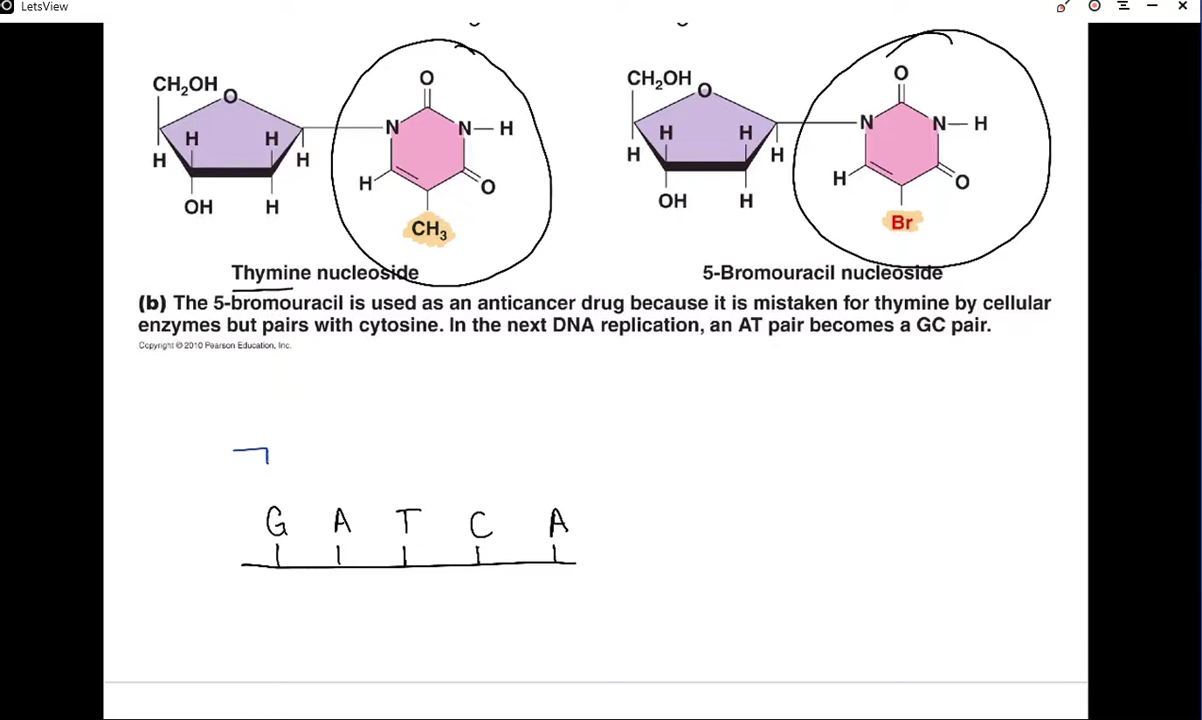 LetsView
CH₂OH O O CH₂OH O O
H H N N—H H H N N—H
H H H H
H O H O
OH H CH₃ OH H Br
Thymine nucleoside 5-Bromouracil nucleoside
(b) The 5-bromouracil is used as an anticancer drug because it is mistaken for thymine by cellular
enzymes but pairs with cytosine. In the next DNA replication, an AT pair becomes a GC pair.
Copyright © 2010 Pearson Education, Inc.
G A T C A